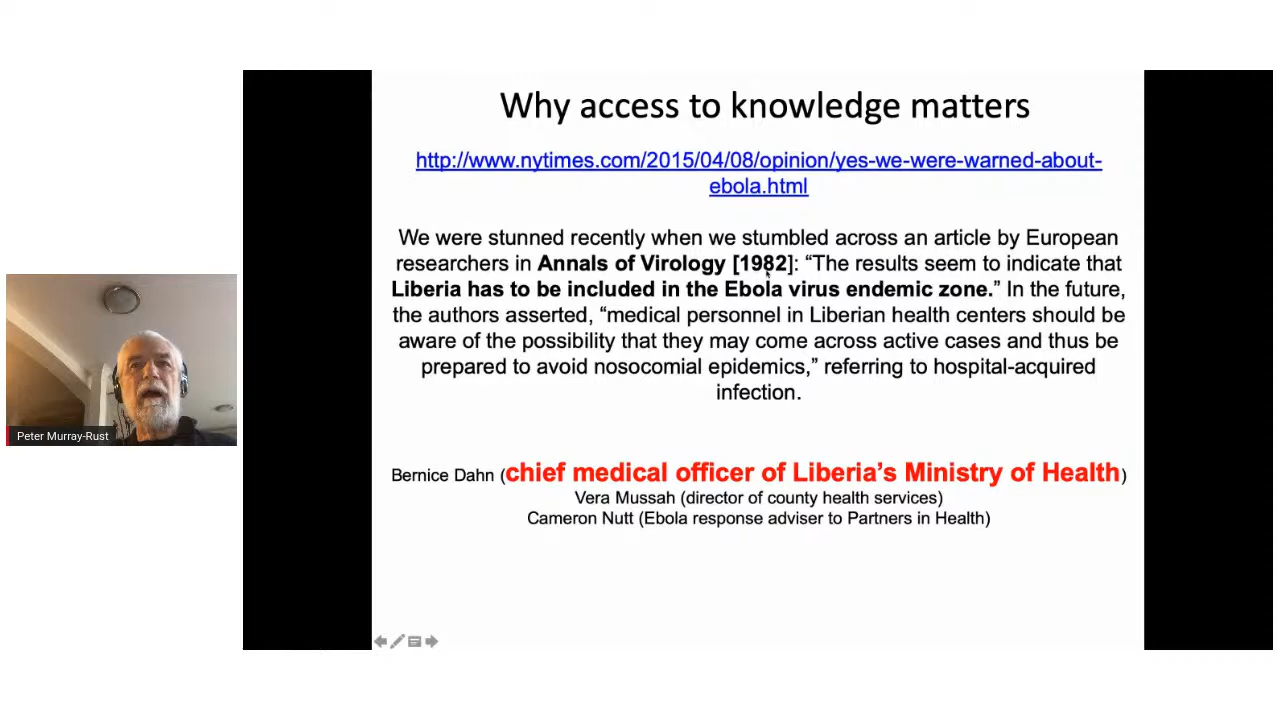 Why access to knowledge matters
http://www.nytimes.com/2015/04/08/opinion/yes-we-were-warned-about-
ebola.html
We were stunned recently when we stumbled across an article by European
researchers in Annals of Virology [1982]: “The results seem to indicate that
Liberia has to be included in the Ebola virus endemic zone.” In the future,
the authors asserted, “medical personnel in Liberian health centers should be
aware of the possibility that they may come across active cases and thus be
prepared to avoid nosocomial epidemics,” referring to hospital-acquired
infection.
Bernice Dahn (chief medical officer of Liberia’s Ministry of Health)
Vera Mussah (director of county health services)
Cameron Nutt (Ebola response adviser to Partners in Health)
Peter Murray-Rust